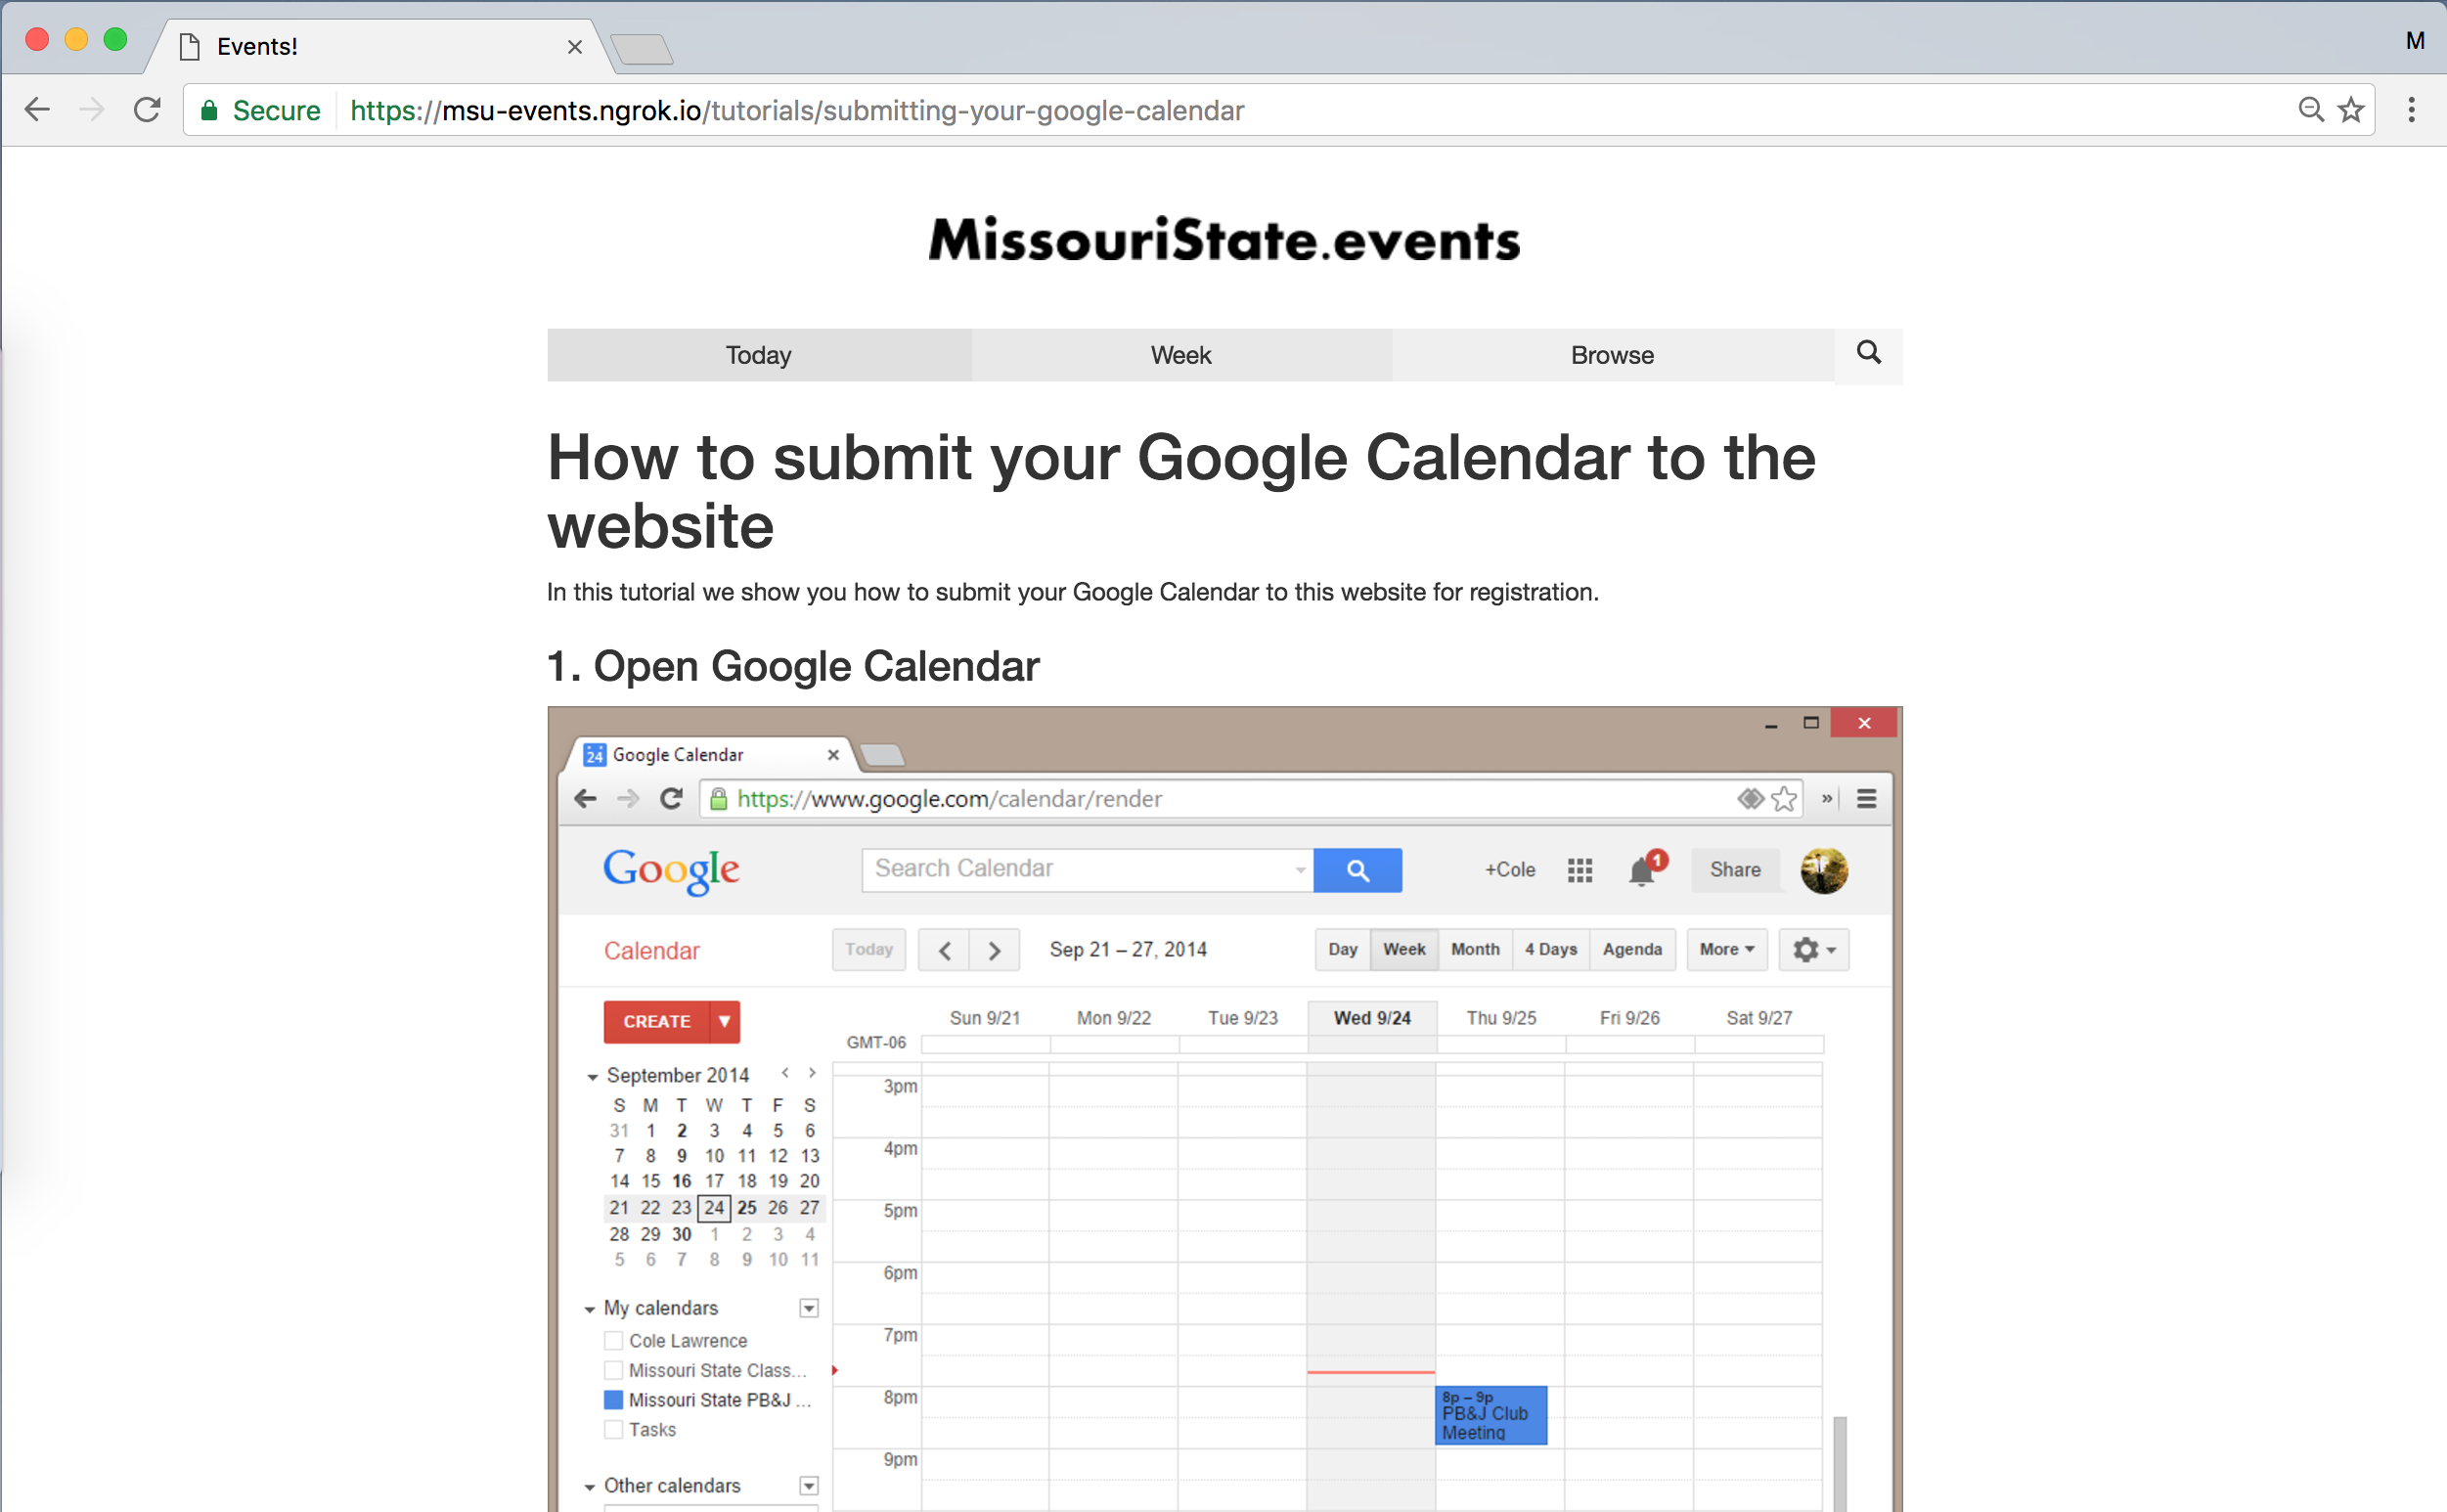 Events!
M
Secure https://msu-events.ngrok.io/tutorials/submitting-your-google-calendar
MissouriState.events
Today Week Browse
How to submit your Google Calendar to the
website
In this tutorial we show you how to submit your Google Calendar to this website for registration.
1. Open Google Calendar
24 Google Calendar
https://www.google.com/calendar/render
Google Search Calendar +Cole 1 Share
Calendar Today Sep 21 – 27, 2014 Day Week Month 4 Days Agenda More
CREATE
Sun 9/21 Mon 9/22 Tue 9/23 Wed 9/24 Thu 9/25 Fri 9/26 Sat 9/27
GMT-06
September 2014
S M T W T F S
31 1 2 3 4 5 6
7 8 9 10 11 12 13
14 15 16 17 18 19 20
21 22 23 24 25 26 27
28 29 30 1 2 3 4
5 6 7 8 9 10 11
My calendars
Cole Lawrence
Missouri State Class...
Missouri State PB&J ...
Tasks
Other calendars
3pm
4pm
5pm
6pm
7pm
8pm
9pm
8p – 9p
PB&J Club
Meeting